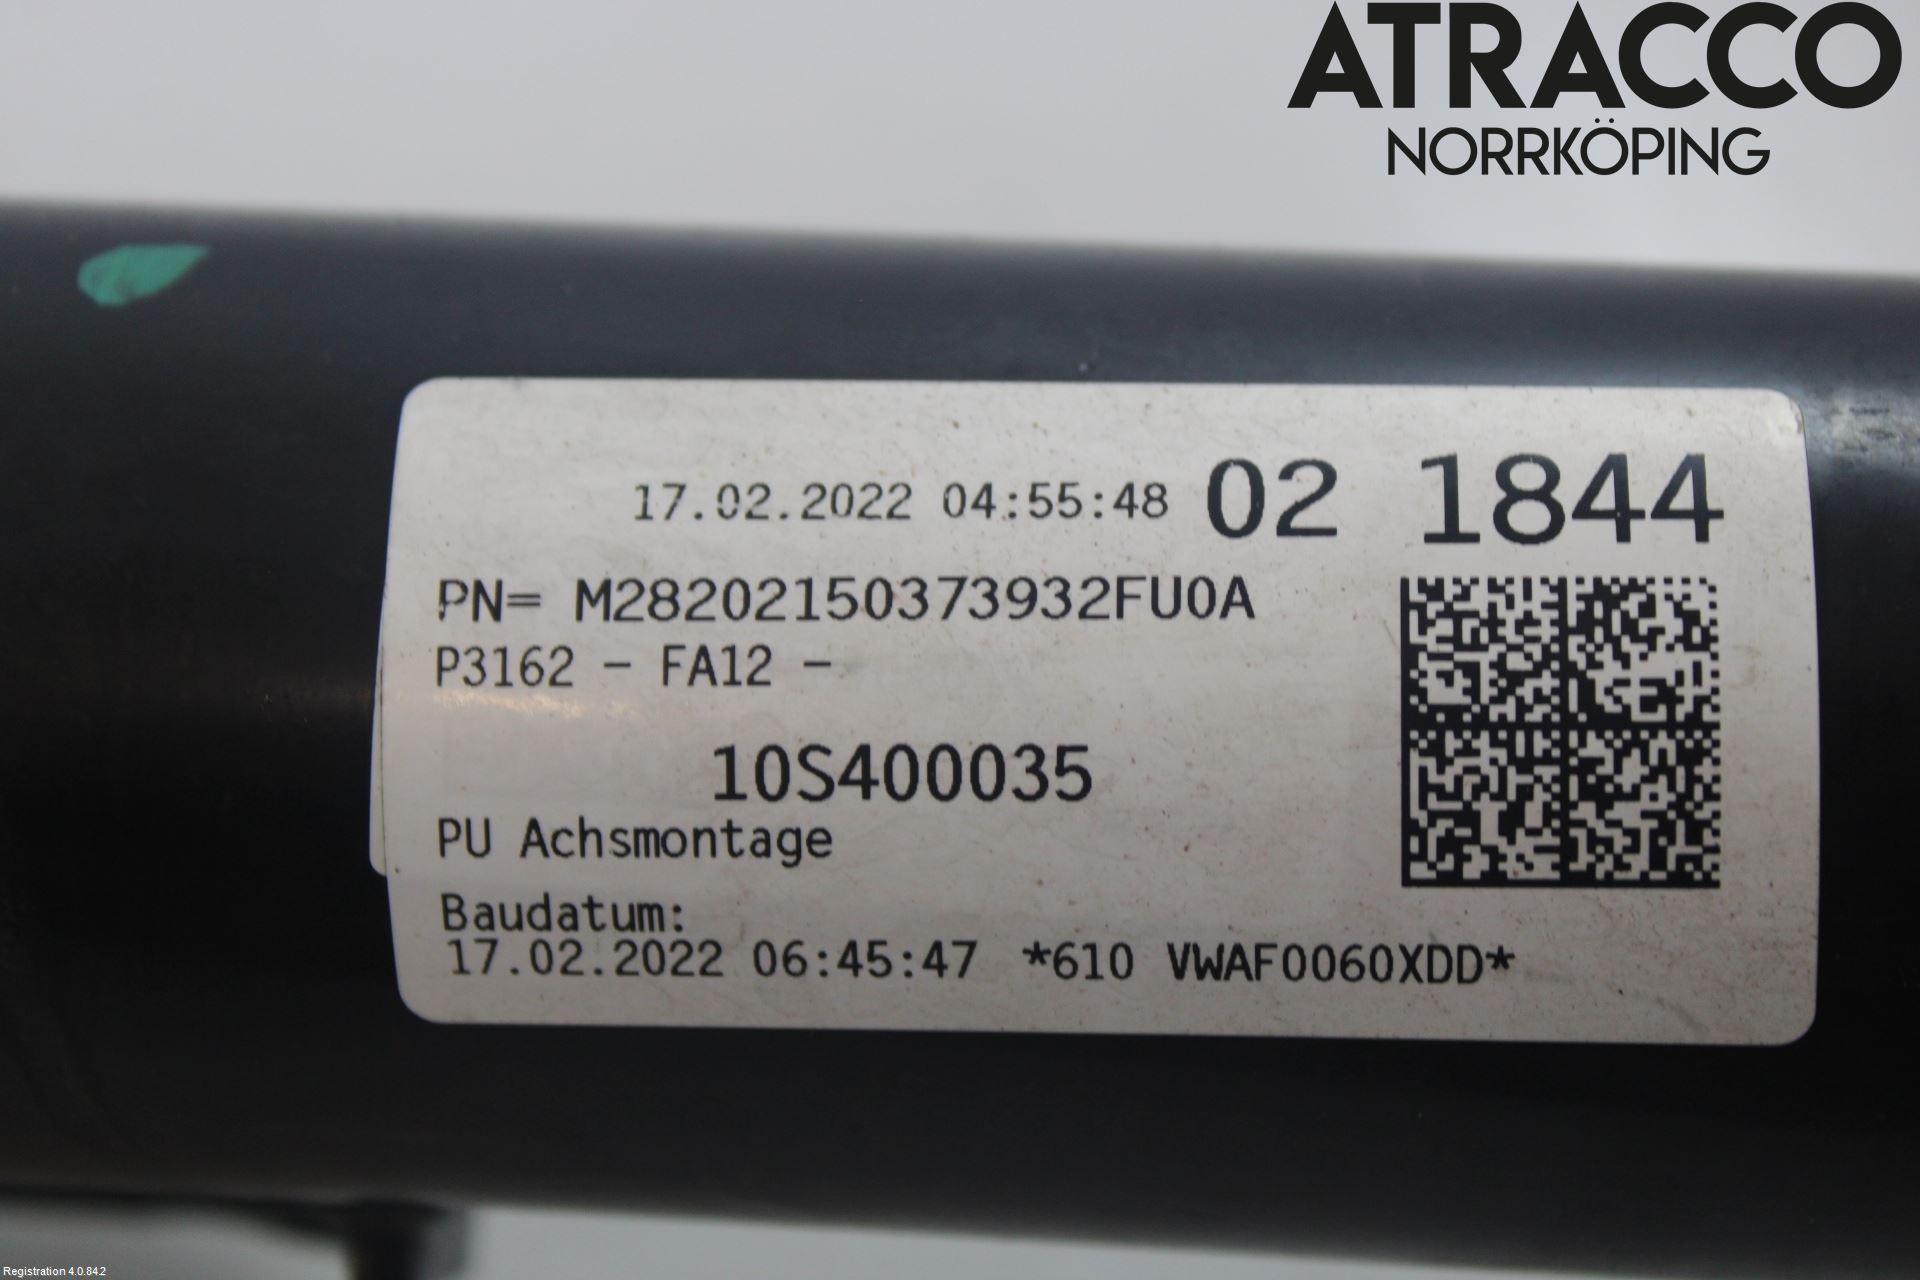 ATRACCO
NORRKÖPING
17.02.2022 04:55:48 02 1844
PN= M28202150373932FU0A
P3162 - FA12 -
10S400035
PU Achsmontage
Baudatum:
17.02.2022 06:45:47 *610 VWAF0060XDD*
Registration 4.0.84.2